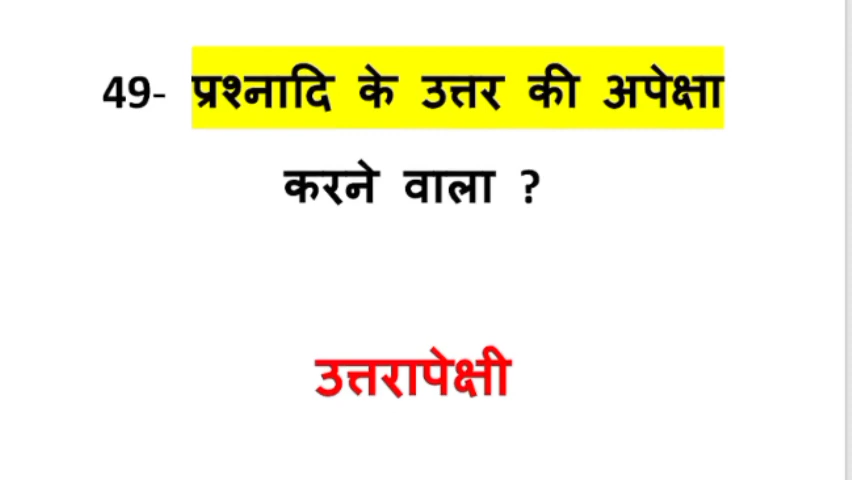 49- प्रश्नादि के उत्तर की अपेक्षा
करने वाला ?
उत्तरापेक्षी